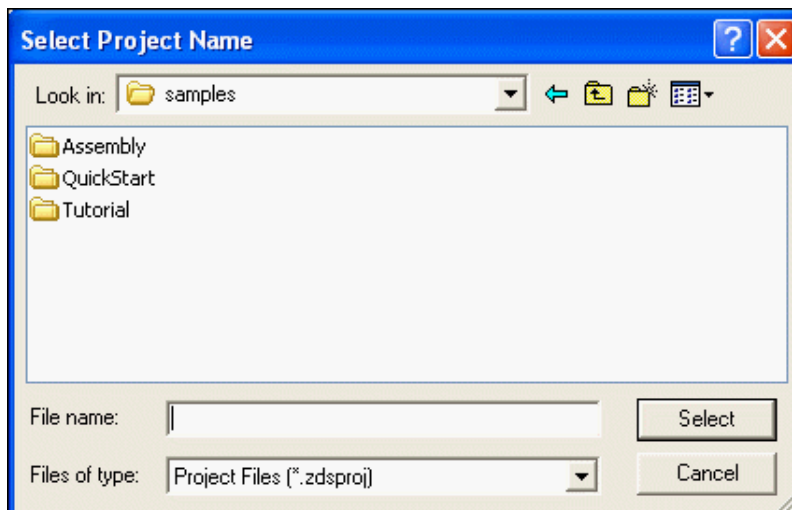 Select Project Name
Look in: samples
Assembly
QuickStart
Tutorial
File name: Select
Files of type: Project Files (*.zdsproj) Cancel